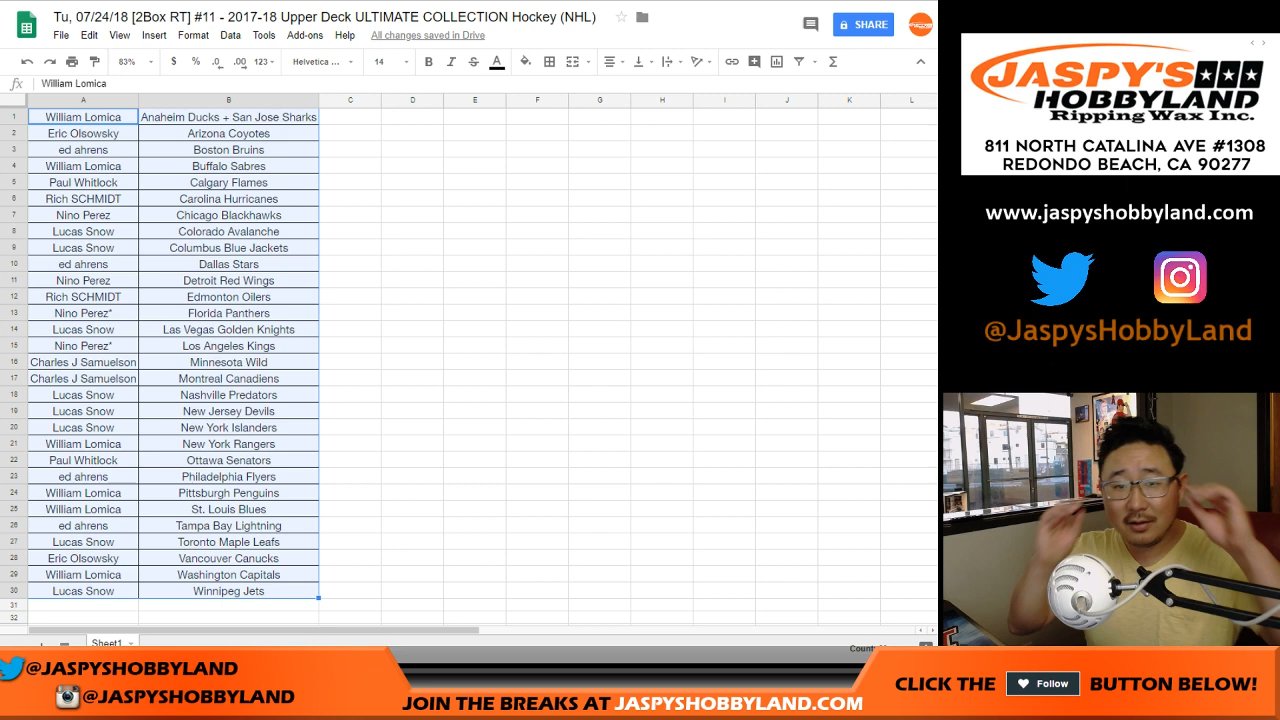 Tu, 07/24/18 [2Box RT] #11 - 2017-18 Upper Deck ULTIMATE COLLECTION Hockey (NHL)
File Edit View Insert Format Data Tools Add-ons Help All changes saved in Drive
SHARE
83% $ % .0 .00 123 Helvetica ... 14 B I S A
fx William Lomica
A B C D E F G H I J K L
1 William Lomica Anaheim Ducks + San Jose Sharks
2 Eric Olsowsky Arizona Coyotes
3 ed ahrens Boston Bruins
4 William Lomica Buffalo Sabres
5 Paul Whitlock Calgary Flames
6 Rich SCHMIDT Carolina Hurricanes
7 Nino Perez Chicago Blackhawks
8 Lucas Snow Colorado Avalanche
9 Lucas Snow Columbus Blue Jackets
10 ed ahrens Dallas Stars
11 Nino Perez Detroit Red Wings
12 Rich SCHMIDT Edmonton Oilers
13 Nino Perez* Florida Panthers
14 Lucas Snow Las Vegas Golden Knights
15 Nino Perez* Los Angeles Kings
16 Charles J Samuelson Minnesota Wild
17 Charles J Samuelson Montreal Canadiens
18 Lucas Snow Nashville Predators
19 Lucas Snow New Jersey Devils
20 Lucas Snow New York Islanders
21 William Lomica New York Rangers
22 Paul Whitlock Ottawa Senators
23 ed ahrens Philadelphia Flyers
24 William Lomica Pittsburgh Penguins
25 William Lomica St. Louis Blues
26 ed ahrens Tampa Bay Lightning
27 Lucas Snow Toronto Maple Leafs
28 Eric Olsowsky Vancouver Canucks
29 William Lomica Washington Capitals
30 Lucas Snow Winnipeg Jets
31
32
Sheet1
JASPY'S
HOBBYLAND
Ripping Wax Inc.
811 NORTH CATALINA AVE #1308
REDONDO BEACH, CA 90277
www.jaspyshobbyland.com
@JaspysHobbyLand
@JASPYSHOBBYLAND
@JASPYSHOBBYLAND
JOIN THE BREAKS AT JASPYSHOBBYLAND.COM
CLICK THE Follow BUTTON BELOW!